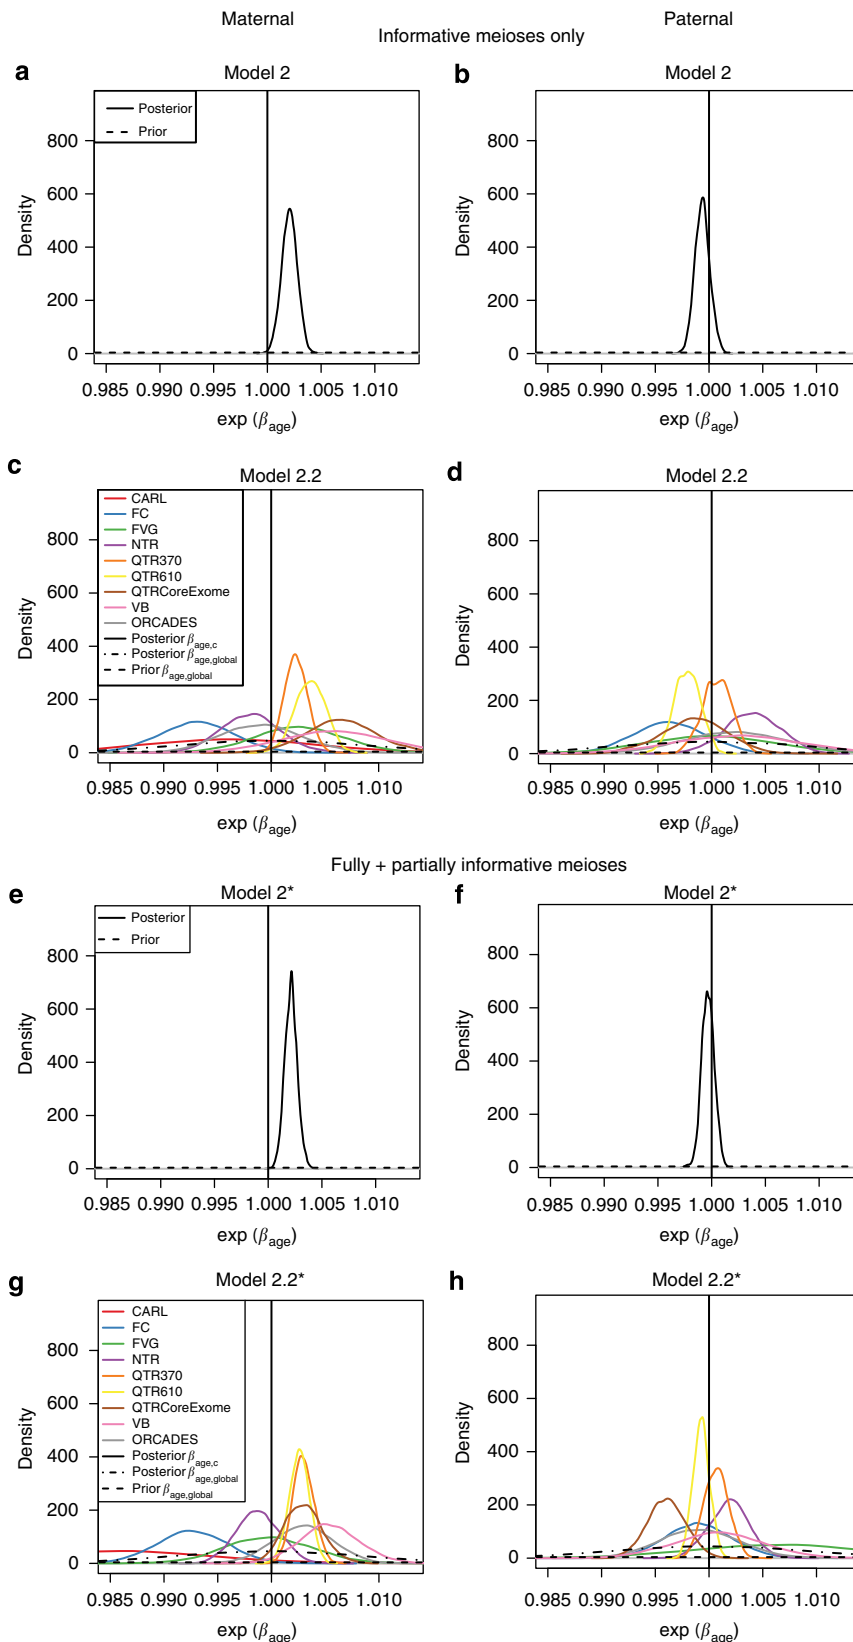 Maternal
Paternal
Informative meioses only
a
Model 2
Posterior
Prior
Density
800
600
400
200
0
0.985 0.990 0.995 1.000 1.005 1.010
exp (βage)
b
Model 2
Density
800
600
400
200
0
0.985 0.990 0.995 1.000 1.005 1.010
exp (βage)
c
Model 2.2
CARL
FC
FVG
NTR
QTR370
QTR610
QTRCoreExome
VB
ORCADES
Posterior βage,c
Posterior βage,global
Prior βage,global
Density
800
600
400
200
0
0.985 0.990 0.995 1.000 1.005 1.010
exp (βage)
d
Model 2.2
Density
800
600
400
200
0
0.985 0.990 0.995 1.000 1.005 1.010
exp (βage)
Fully + partially informative meioses
e
Model 2*
Posterior
Prior
Density
800
600
400
200
0
0.985 0.990 0.995 1.000 1.005 1.010
exp (βage)
f
Model 2*
Density
800
600
400
200
0
0.985 0.990 0.995 1.000 1.005 1.010
exp (βage)
g
Model 2.2*
CARL
FC
FVG
NTR
QTR370
QTR610
QTRCoreExome
VB
ORCADES
Posterior βage,c
Posterior βage,global
Prior βage,global
Density
800
600
400
200
0
0.985 0.990 0.995 1.000 1.005 1.010
exp (βage)
h
Model 2.2*
Density
800
600
400
200
0
0.985 0.990 0.995 1.000 1.005 1.010
exp (βage)